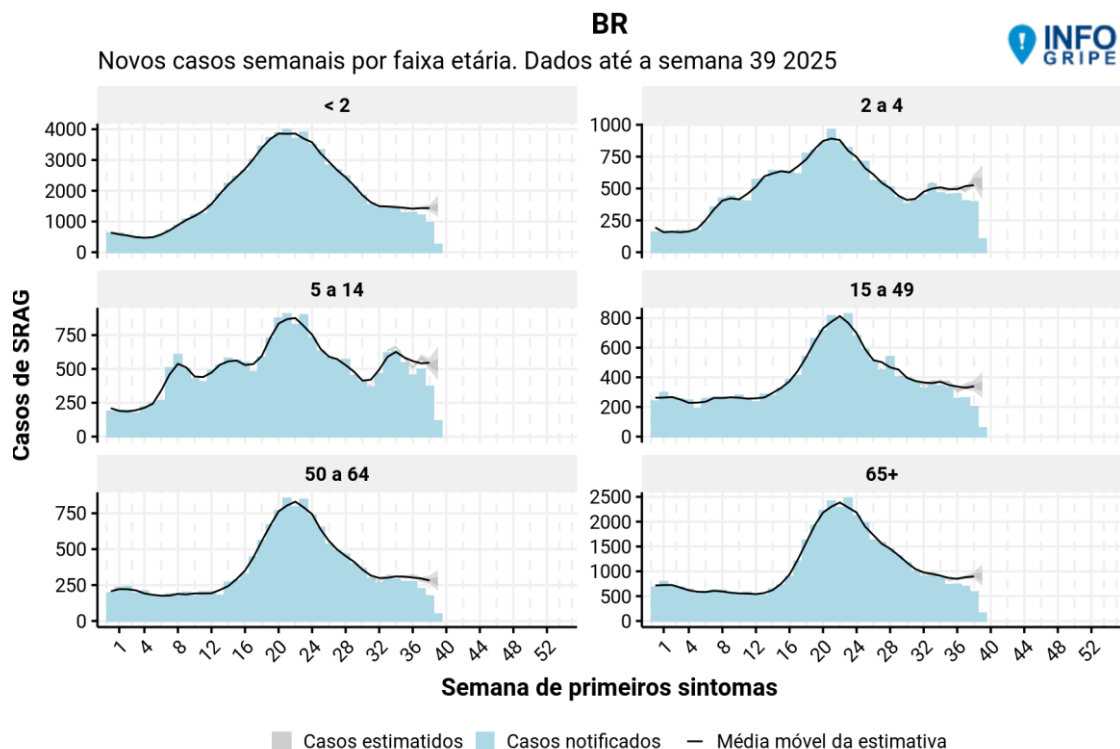 BR
INFO
GRIPE
Novos casos semanais por faixa etária. Dados até a semana 39 2025
< 2
2 a 4
4000
3000
2000
1000
0
1000
750
500
250
0
5 a 14
15 a 49
750
500
250
0
800
600
400
200
0
50 a 64
65+
750
500
250
0
2500
2000
1500
1000
500
0
Casos de SRAG
1 4 8 12 16 20 24 28 32 36 40 44 48 52
1 4 8 12 16 20 24 28 32 36 40 44 48 52
Semana de primeiros sintomas
Casos estimatidos Casos notificados Média móvel da estimativa